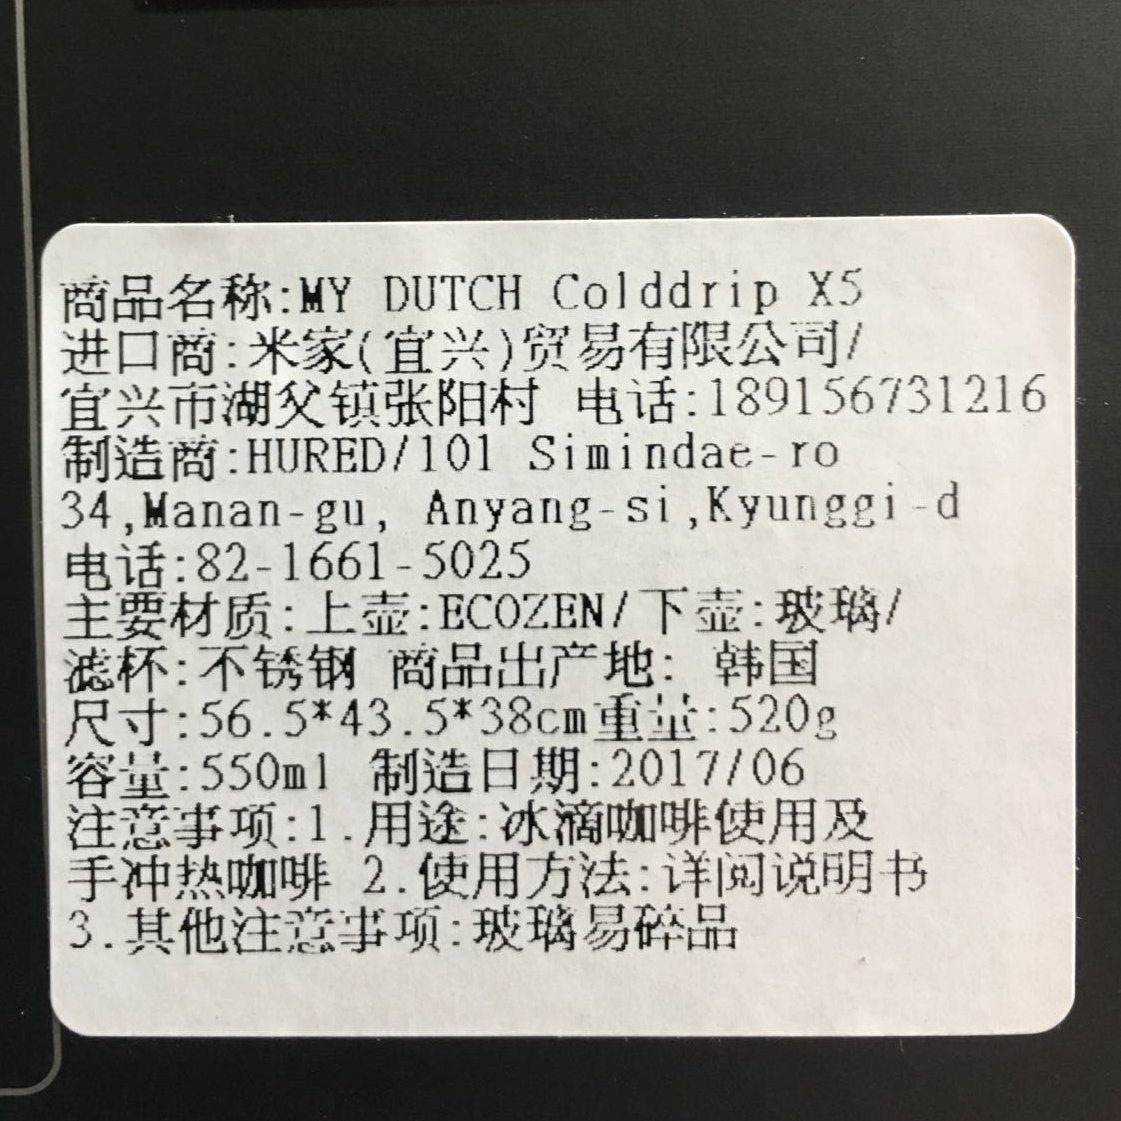 商品名称:MY DUTCH Colddrip X5
进口商:米家(宜兴)贸易有限公司/
宜兴市湖父镇张阳村 电话:18915673​1216
制造商:HURED/101 Simindae-ro
34,Manan-gu, Anyang-si,Kyunggi-d
电话:82-1661-5025
主要材质:上壶:ECOZEN/下壶:玻璃/
滤杯:不锈钢 商品出产地: 韩国
尺寸:56.5*43.5*38cm重量:520g
容量:550ml 制造日期:2017/06
注意事项:1.用途:冰滴咖啡使用及
手冲热咖啡 2.使用方法:详阅说明书
3.其他注意事项:玻璃易碎品